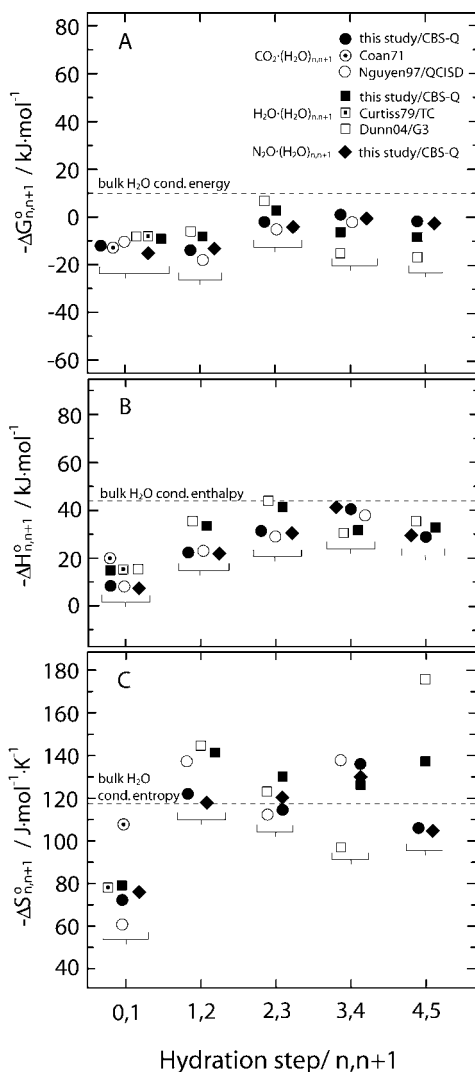 80
60
40
20
0
-20
-40
-60
-ΔG°n,n+1 / kJ·mol⁻¹
A
CO₂·(H₂O)n,n+1
this study/CBS-Q
Coan71
Nguyen97/QCISD
H₂O·(H₂O)n,n+1
this study/CBS-Q
Curtiss79/TC
Dunn04/G3
N₂O·(H₂O)n,n+1
this study/CBS-Q
bulk H₂O cond. energy
80
60
40
20
0
-ΔH°n,n+1 / kJ·mol⁻¹
B
bulk H₂O cond. enthalpy
180
160
140
120
100
80
60
40
-ΔS°n,n+1 / J·mol⁻¹·K⁻¹
C
bulk H₂O
cond. entropy
0,1 1,2 2,3 3,4 4,5
Hydration step/ n,n+1